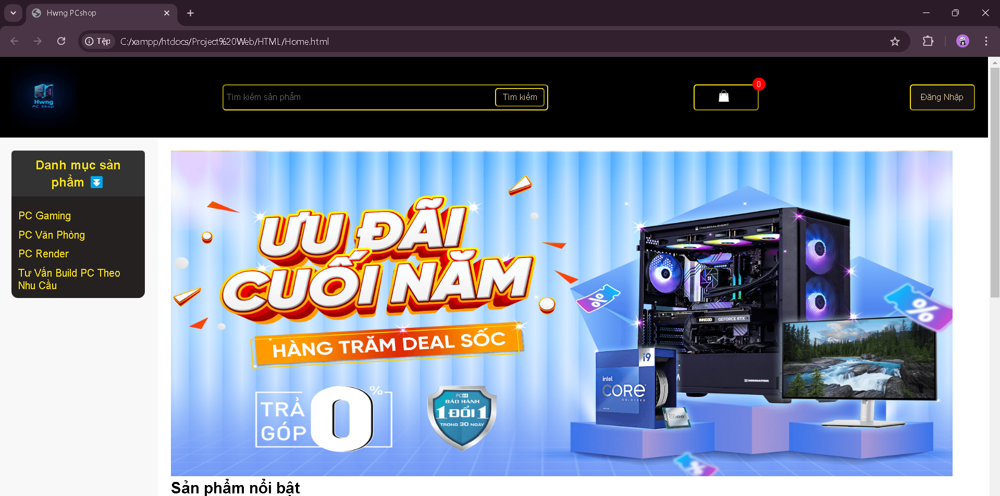 Hwng PCshop
Tệp
C:/xampp/htdocs/Project%20Web/HTML/Home.html
Hwng
PC Shop
Tìm kiếm sản phẩm
Tìm kiếm
0
Đăng Nhập
Danh mục sản
phẩm
PC Gaming
PC Văn Phòng
PC Render
Tư Vấn Build PC Theo
Nhu Cầu
ƯU ĐÃI
CUỐI NĂM
HÀNG TRĂM DEAL SỐC
TRẢ
GÓP
0%
PCM
BẢO HÀNH
1 ĐỔI 1
TRONG 30 NGÀY
THERMALRIGHT
INNO3D GEFORCE RTX
XIGMATEK
i9
intel
CORE
UNLOCKED
intel
CORE
%
%
%
Sản phẩm nổi bật